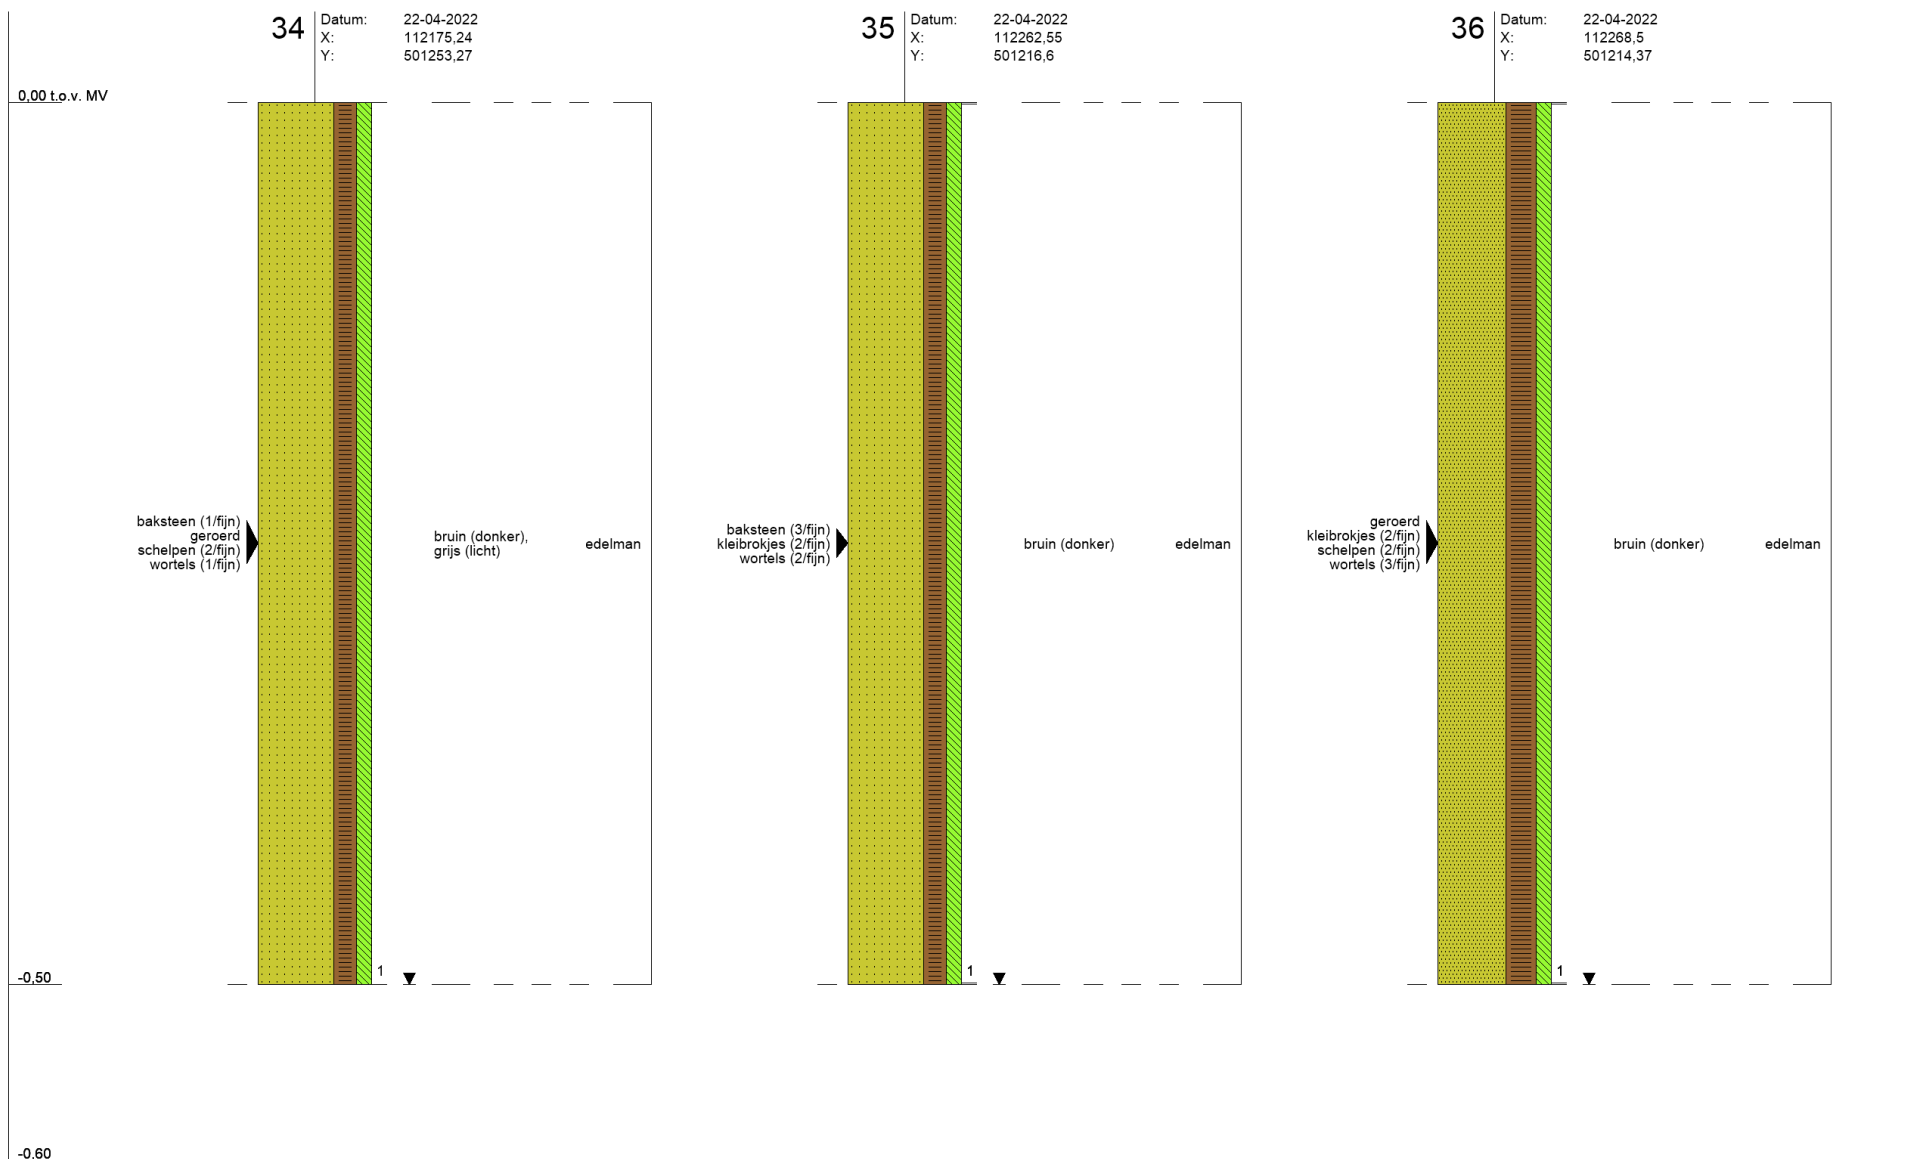 34
Datum: 22-04-2022
X: 112175,24
Y: 501253,27
35
Datum: 22-04-2022
X: 112262,55
Y: 501216,6
36
Datum: 22-04-2022
X: 112268,5
Y: 501214,37
0,00 t.o.v. MV
baksteen (1/fijn)
geroerd
schelpen (2/fijn)
wortels (1/fijn)
bruin (donker),
grijs (licht)
edelman
baksteen (3/fijn)
kleibrokjes (2/fijn)
wortels (2/fijn)
bruin (donker)
edelman
geroerd
kleibrokjes (2/fijn)
schelpen (2/fijn)
wortels (3/fijn)
bruin (donker)
edelman
1
1
1
-0,50
-0,60